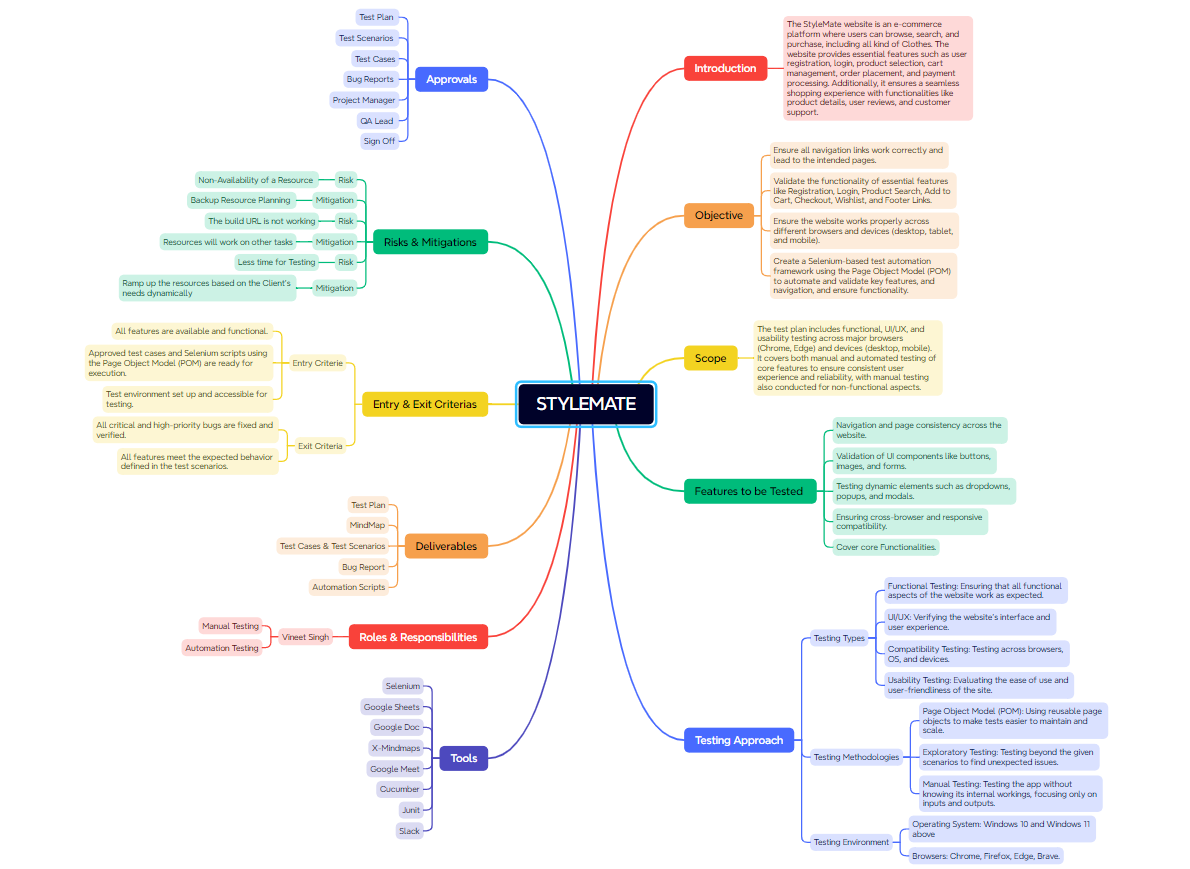 STYLEMATE
Introduction
The StyleMate website is an e-commerce
platform where users can browse, search, and
purchase, including all kind of Clothes. The
website provides essential features such as user
registration, login, product selection, cart
management, order placement, and payment
processing. Additionally, it ensures a seamless
shopping experience with functionalities like
product details, user reviews, and customer
support.
Objective
Ensure all navigation links work correctly and
lead to the intended pages.
Validate the functionality of essential features
like Registration, Login, Product Search, Add to
Cart, Checkout, Wishlist, and Footer Links.
Ensure the website works properly across
different browsers and devices (desktop, tablet,
and mobile).
Create a Selenium-based test automation
framework using the Page Object Model (POM)
to automate and validate key features, and
navigation, and ensure functionality.
Scope
The test plan includes functional, UI/UX, and
usability testing across major browsers
(Chrome, Edge) and devices (desktop, mobile).
It covers both manual and automated testing of
core features to ensure consistent user
experience and reliability, with manual testing
also conducted for non-functional aspects.
Features to be Tested
Navigation and page consistency across the
website.
Validation of UI components like buttons,
images, and forms.
Testing dynamic elements such as dropdowns,
popups, and modals.
Ensuring cross-browser and responsive
compatibility.
Cover core Functionalities.
Testing Approach
Testing Types
Functional Testing: Ensuring that all functional
aspects of the website work as expected.
UI/UX: Verifying the website's interface and
user experience.
Compatibility Testing: Testing across browsers,
OS, and devices.
Usability Testing: Evaluating the ease of use and
user-friendliness of the site.
Testing Methodologies
Page Object Model (POM): Using reusable page
objects to make tests easier to maintain and
scale.
Exploratory Testing: Testing beyond the given
scenarios to find unexpected issues.
Manual Testing: Testing the app without
knowing its internal workings, focusing only on
inputs and outputs.
Testing Environment
Operating System: Windows 10 and Windows 11
above
Browsers: Chrome, Firefox, Edge, Brave.
Approvals
Test Plan
Test Scenarios
Test Cases
Bug Reports
Project Manager
QA Lead
Sign Off
Risks & Mitigations
Risk
Non-Availability of a Resource
Mitigation
Backup Resource Planning
Risk
The build URL is not working
Mitigation
Resources will work on other tasks
Risk
Less time for Testing
Mitigation
Ramp up the resources based on the Client's
needs dynamically
Entry & Exit Criterias
Entry Criterie
All features are available and functional.
Approved test cases and Selenium scripts using
the Page Object Model (POM) are ready for
execution.
Test environment set up and accessible for
testing.
Exit Criteria
All critical and high-priority bugs are fixed and
verified.
All features meet the expected behavior
defined in the test scenarios.
Deliverables
Test Plan
MindMap
Test Cases & Test Scenarios
Bug Report
Automation Scripts
Roles & Responsibilities
Vineet Singh
Manual Testing
Automation Testing
Tools
Selenium
Google Sheets
Google Doc
X-Mindmaps
Google Meet
Cucumber
Junit
Slack